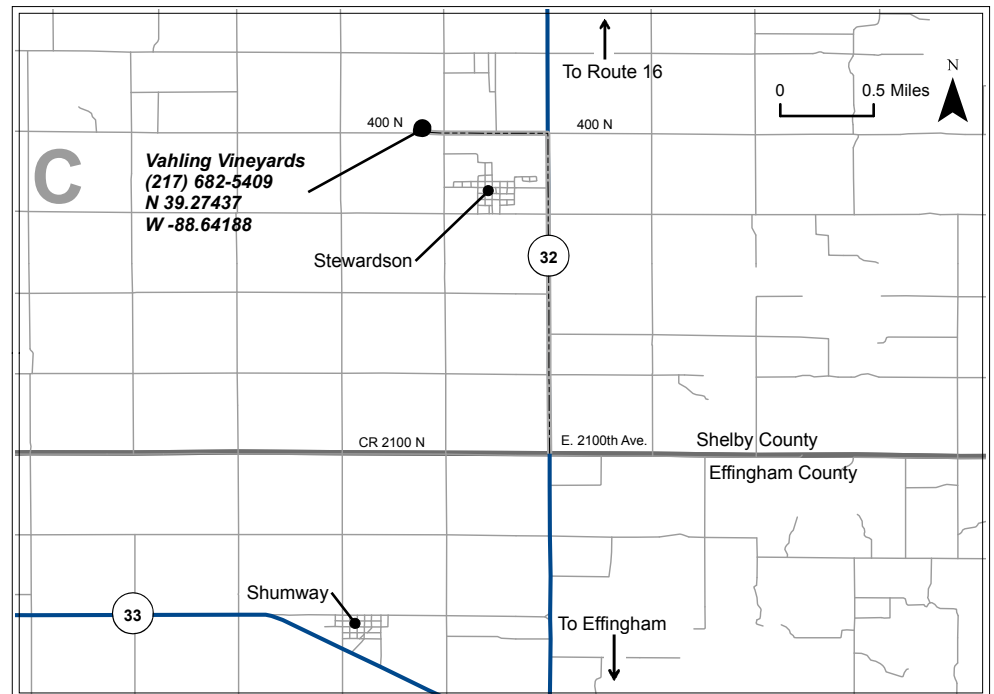 To Route 16
N
0 0.5 Miles
400 N
400 N
C
Vahling Vineyards
(217) 682-5409
N 39.27437
W -88.64188
Stewardson
32
CR 2100 N
E. 2100th Ave.
Shelby County
Effingham County
Shumway
33
To Effingham